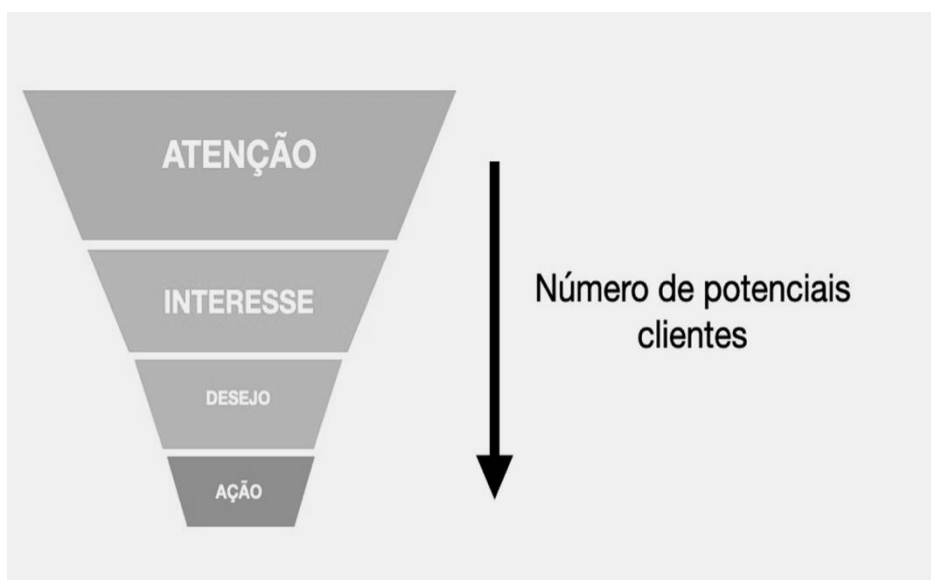 ATENÇÃO
INTERESSE
DESEJO
AÇÃO
Número de potenciais
clientes